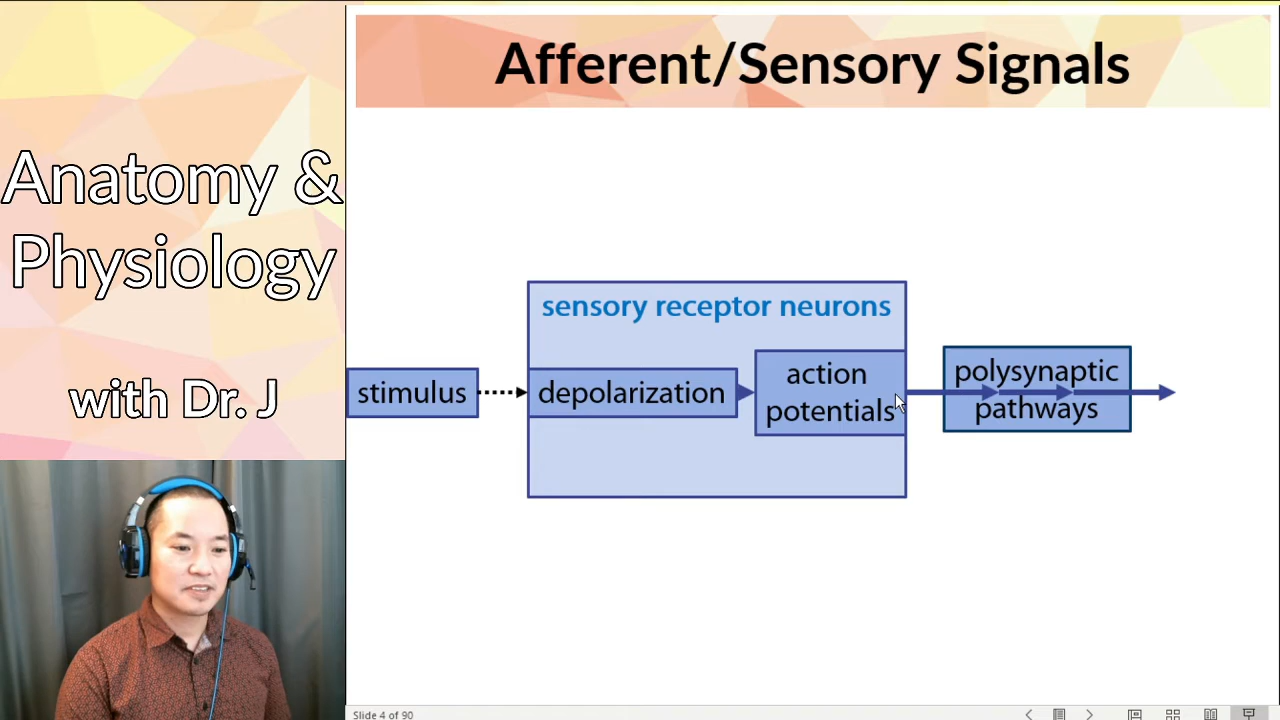 Afferent/Sensory Signals
Anatomy &
Physiology
with Dr. J
sensory receptor neurons
stimulus
depolarization
action
potentials
polysynaptic
pathways
Slide 4 of 90